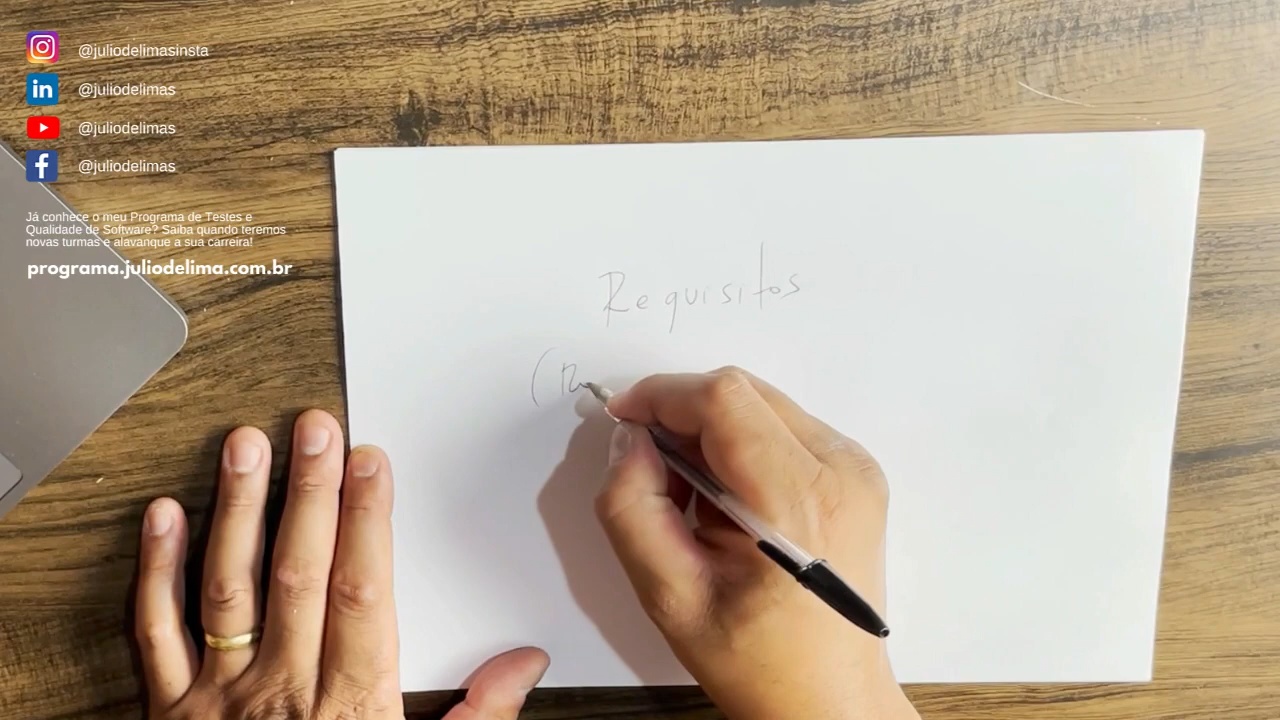 @juliodelimasinsta
@juliodelimas
@juliodelimas
@juliodelimas
Já conhece o meu Programa de Testes e
Qualidade de Software? Saiba quando teremos
novas turmas e alavanque a sua carreira!
programa.juliodelima.com.br
Requisitos